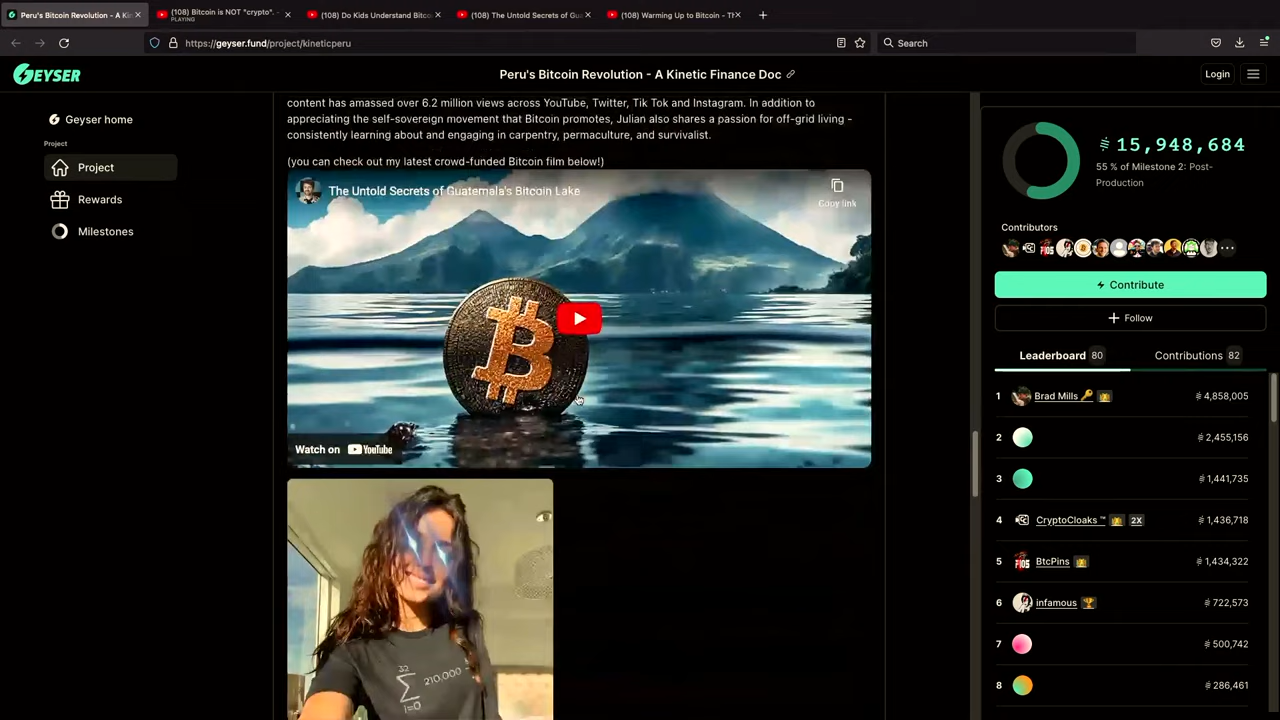 Peru's Bitcoin Revolution - A Ki
(108) Bitcoin is NOT "crypto". -
PLAYING
(108) Do Kids Understand Bitcoi
(108) The Untold Secrets of Gua
(108) Warming Up to Bitcoin - Th
https://geyser.fund/project/kineticperu
Search
GEYSER
Peru's Bitcoin Revolution - A Kinetic Finance Doc
Login
Geyser home
Project
Project
Rewards
Milestones
content has amassed over 6.2 million views across YouTube, Twitter, Tik Tok and Instagram. In addition to
appreciating the self-sovereign movement that Bitcoin promotes, Julian also shares a passion for off-grid living -
consistently learning about and engaging in carpentry, permaculture, and survivalist.
(you can check out my latest crowd-funded Bitcoin film below!)
The Untold Secrets of Guatemala's Bitcoin Lake
Copy link
Watch on YouTube
32
Σ 210,000
i=0
15,948,684
55 % of Milestone 2: Post-
Production
Contributors
Contribute
Follow
Leaderboard 80
Contributions 82
1 Brad Mills 4,858,005
2 2,455,156
3 1,441,735
4 CryptoCloaks ™ 2X 1,436,718
5 BtcPins 1,434,322
6 infamous 722,573
7 500,742
8 286,461